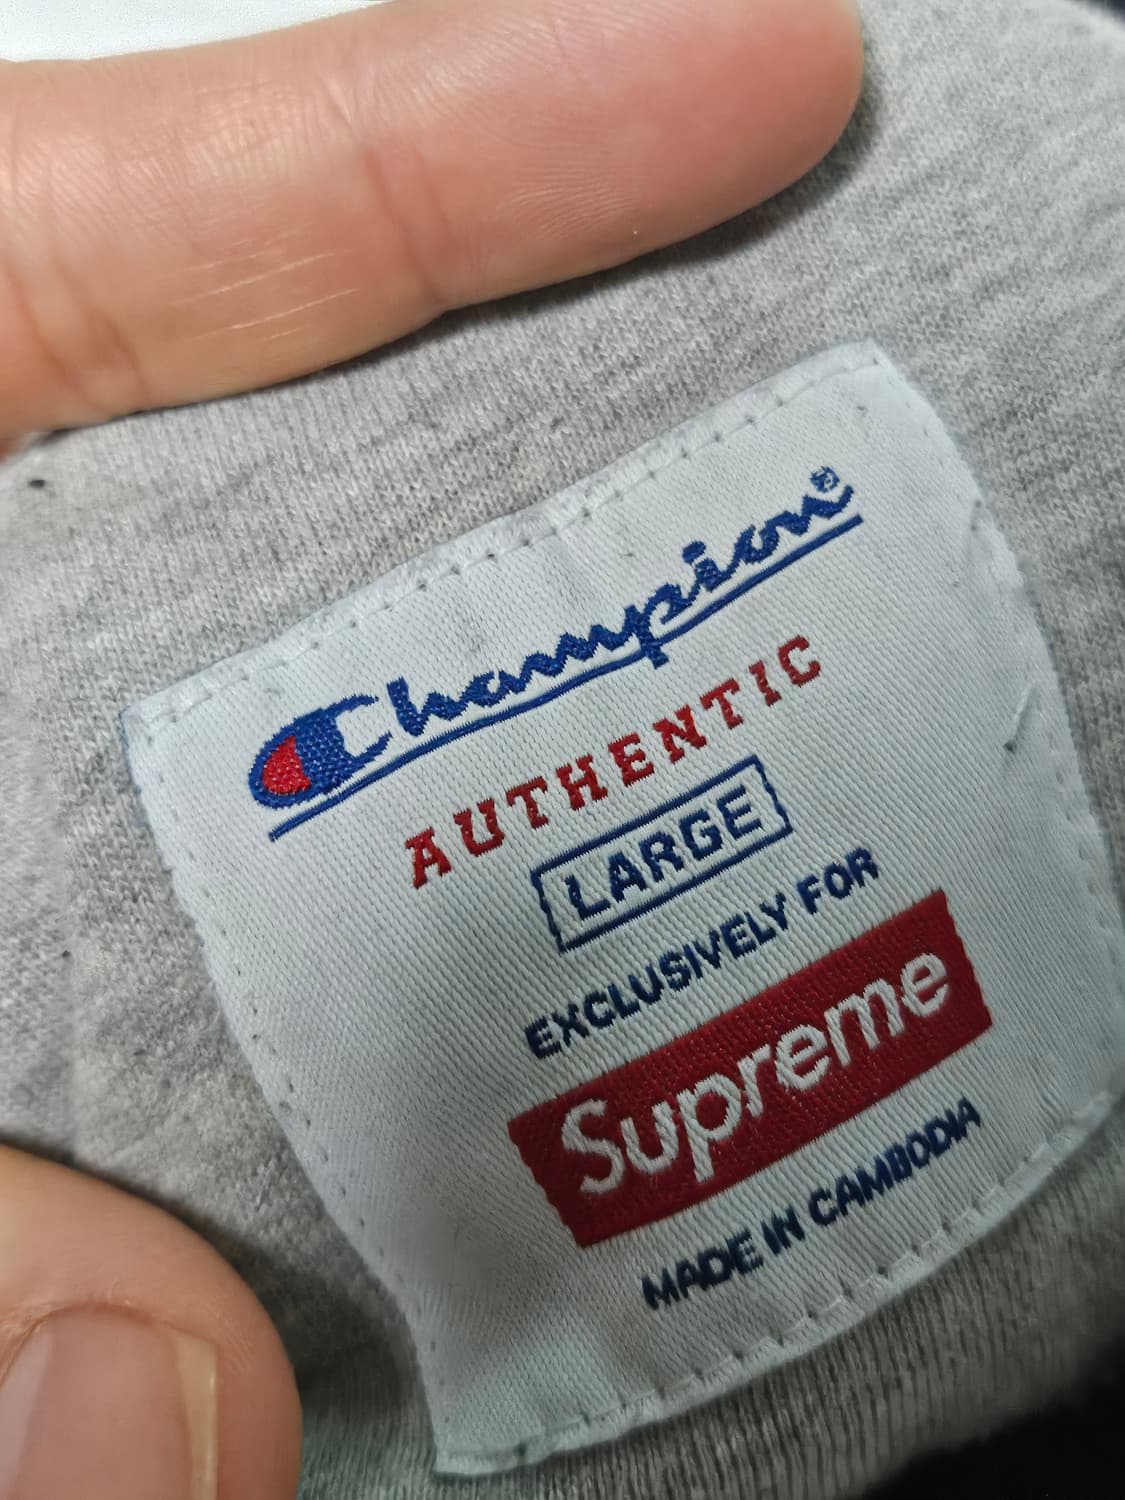 Champion®
AUTHENTIC
LARGE
EXCLUSIVELY FOR
Supreme
MADE IN CAMBODIA